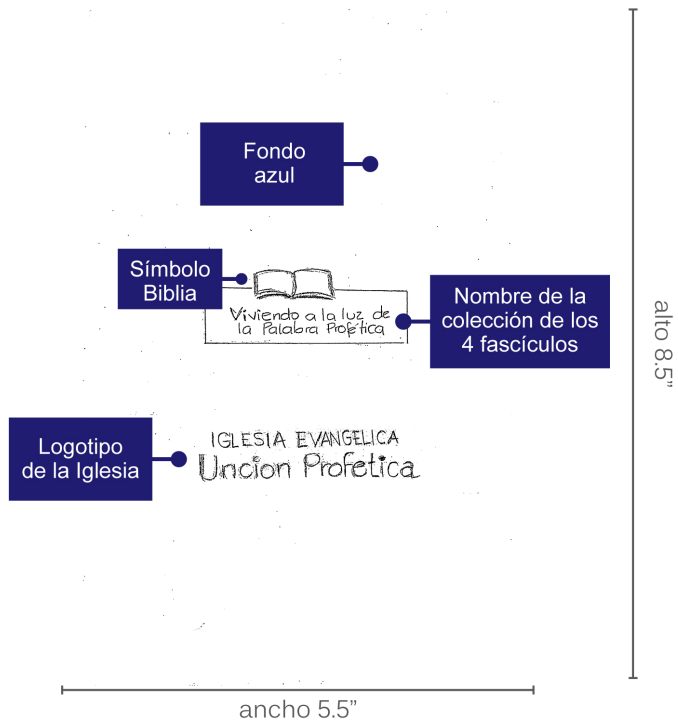 Fondo
azul
Símbolo
Biblia
Viviendo a la luz de
la Palabra Profética
Nombre de la
colección de los
4 fascículos
alto 8.5”
Logotipo
de la Iglesia
IGLESIA EVANGELICA
Uncion Profetica
ancho 5.5”